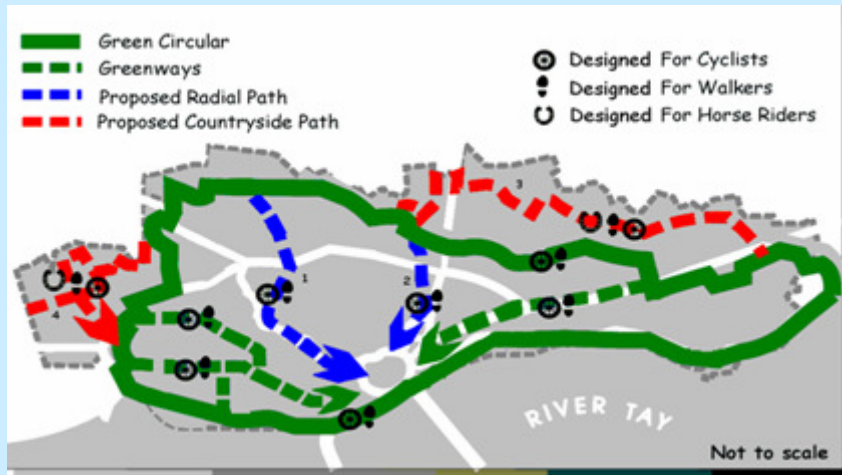 Green Circular
Greenways
Proposed Radial Path
Proposed Countryside Path
Designed For Cyclists
Designed For Walkers
Designed For Horse Riders
3
1
2
4
RIVER TAY
Not to scale